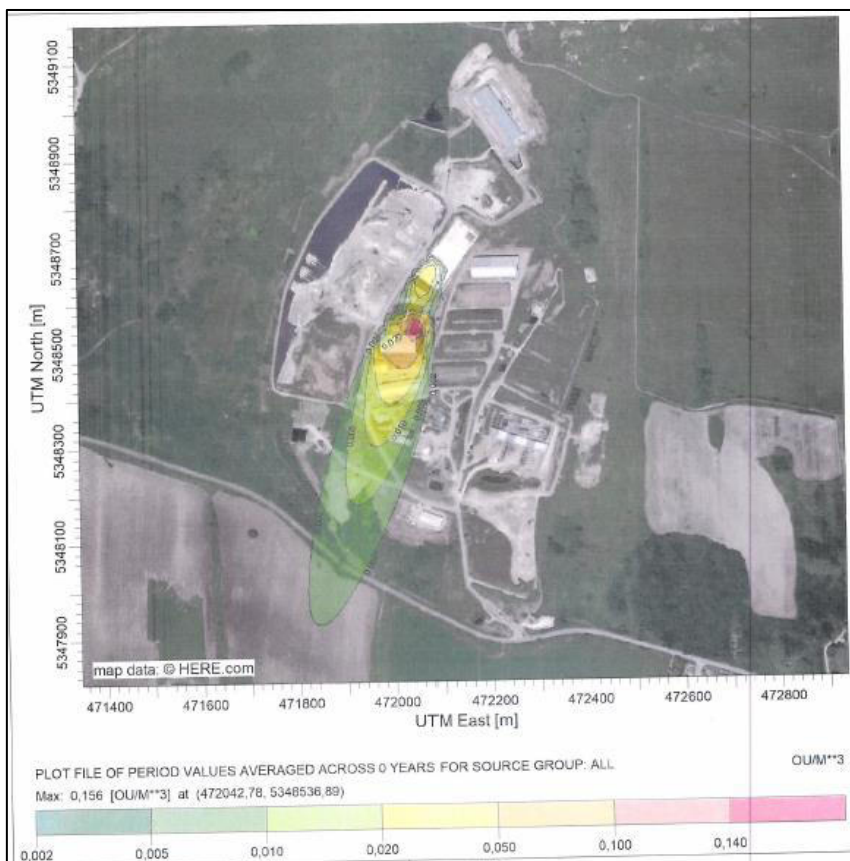 5349100
5348900
5348700
5348500
5348300
5348100
5347900
UTM North [m]
map data: © HERE.com
471400 471600 471800 472000 472200 472400 472600 472800
UTM East [m]
PLOT FILE OF PERIOD VALUES AVERAGED ACROSS 0 YEARS FOR SOURCE GROUP: ALL
OU/M**3
Max: 0,156 [OU/M**3] at (472042,78, 5348536,89)
0,002 0,005 0,010 0,020 0,050 0,100 0,140